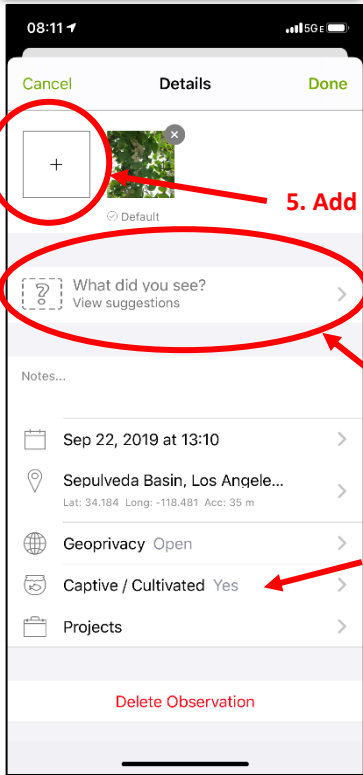 08:11 5GE
Cancel Details Done
+
Default
5. Add
What did you see?
View suggestions
Notes...
Sep 22, 2019 at 13:10
Sepulveda Basin, Los Angele...
Lat: 34.184 Long: -118.481 Acc: 35 m
Geoprivacy Open
Captive / Cultivated Yes
Projects
Delete Observation